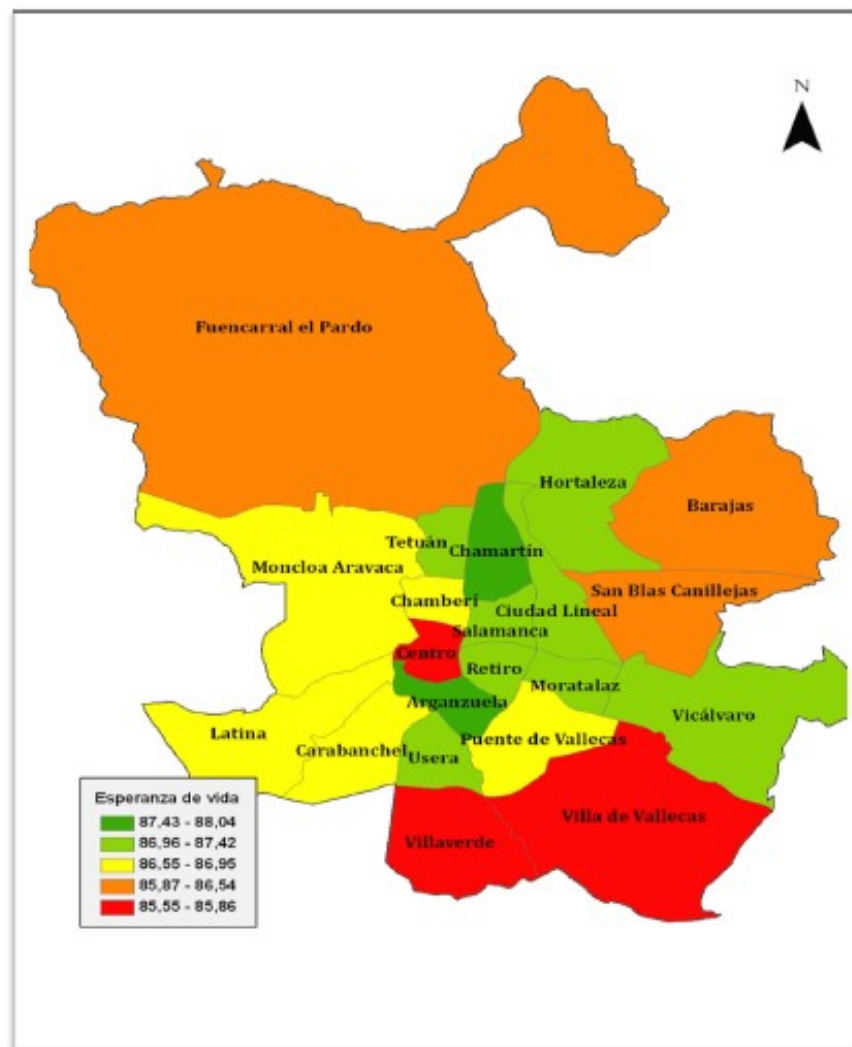 N
Fuencarral el Pardo
Hortaleza
Barajas
Tetuán
Chamartín
Moncloa Aravaca
San Blas Canillejas
Chamberí
Ciudad Lineal
Salamanca
Centro
Retiro
Moratalaz
Arganzuela
Vicálvaro
Latina
Puente de Vallecas
Carabanchel
Usera
Esperanza de vida
87,43 - 88,04
86,96 - 87,42
86,55 - 86,95
85,87 - 86,54
85,55 - 85,86
Villa de Vallecas
Villaverde